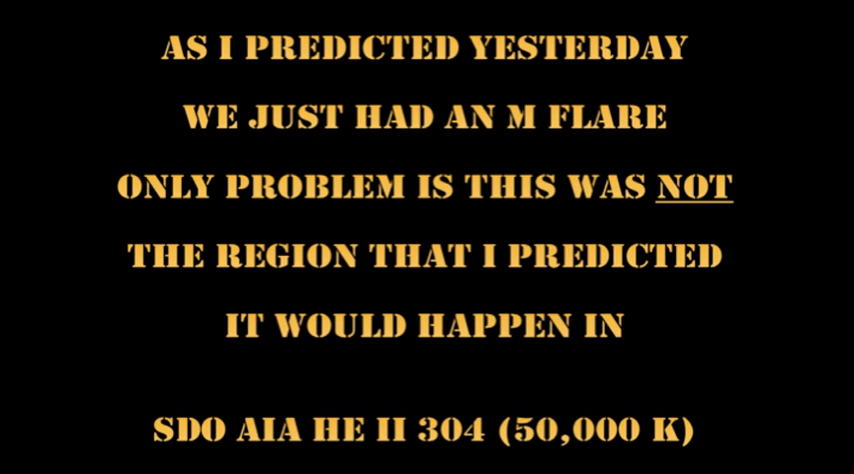 AS I PREDICTED YESTERDAY
WE JUST HAD AN M FLARE
ONLY PROBLEM IS THIS WAS NOT
THE REGION THAT I PREDICTED
IT WOULD HAPPEN IN
SDO AIA HE II 304 (50,000 K)